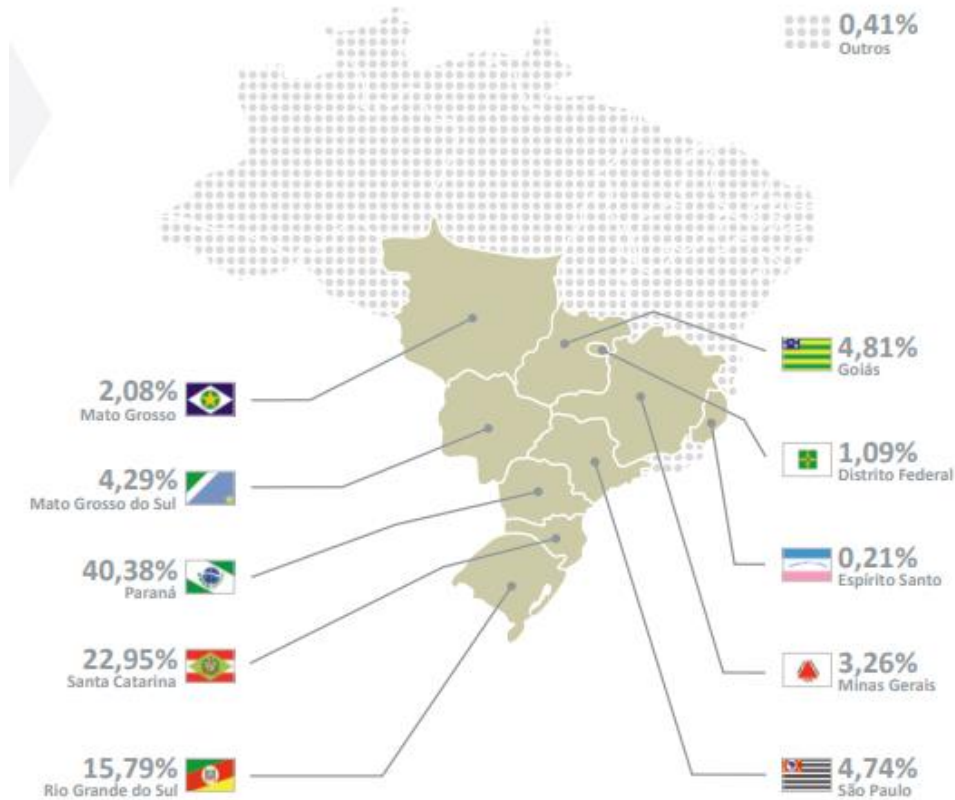 0,41%
Outros
2,08%
Mato Grosso
4,29%
Mato Grosso do Sul
40,38%
Paraná
22,95%
Santa Catarina
15,79%
Rio Grande do Sul
4,81%
Goiás
1,09%
Distrito Federal
0,21%
Espírito Santo
3,26%
Minas Gerais
4,74%
São Paulo